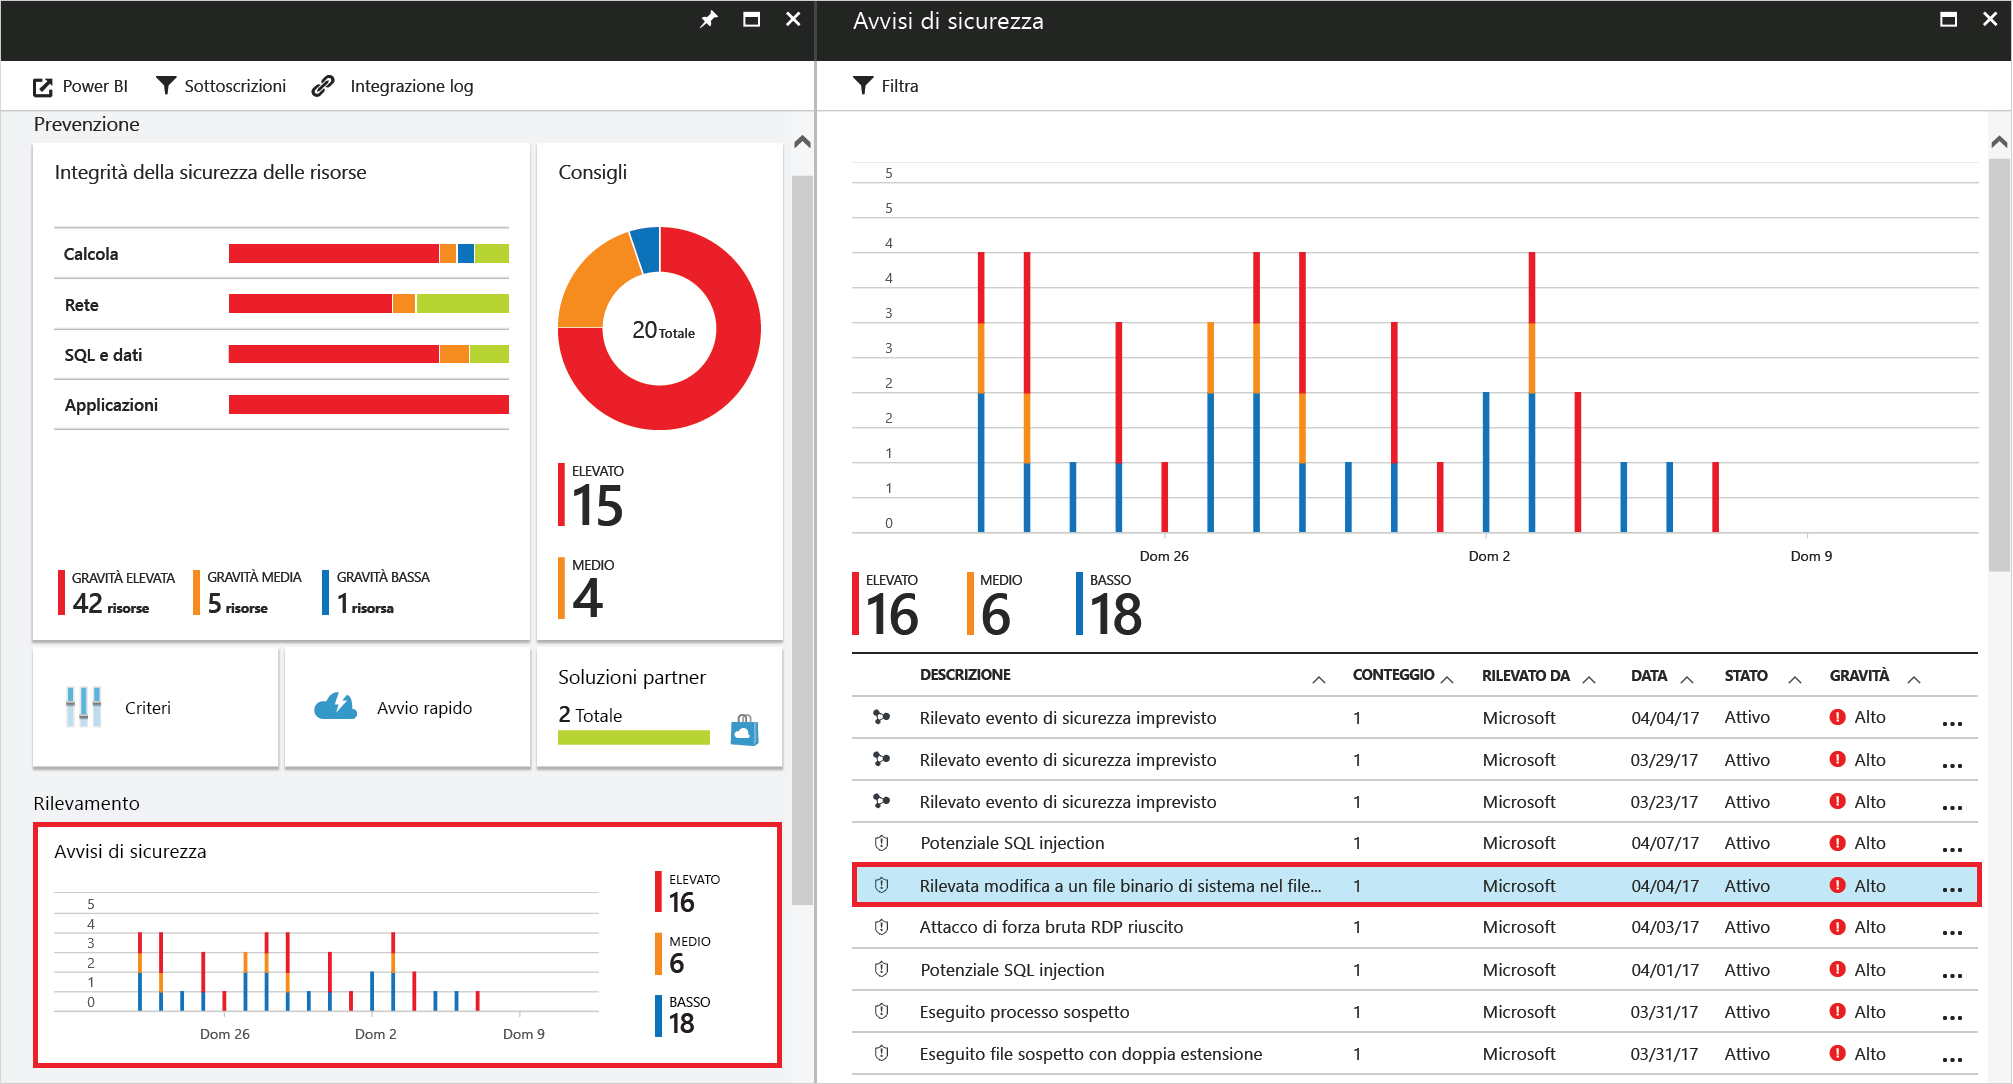 Power BI
Sottoscrizioni
Integrazione log
Prevenzione
Integrità della sicurezza delle risorse
Calcola
Rete
SQL e dati
Applicazioni
GRAVITÀ ELEVATA
42 risorse
GRAVITÀ MEDIA
5 risorse
GRAVITÀ BASSA
1 risorsa
Consigli
20 Totale
ELEVATO
15
MEDIO
4
Criteri
Avvio rapido
Soluzioni partner
2 Totale
Rilevamento
Avvisi di sicurezza
5
4
3
2
1
0
Dom 26
Dom 2
Dom 9
ELEVATO
16
MEDIO
6
BASSO
18
Avvisi di sicurezza
Filtra
5
5
4
4
3
3
2
2
1
1
0
Dom 26
Dom 2
Dom 9
ELEVATO
16
MEDIO
6
BASSO
18
DESCRIZIONE CONTEGGIO RILEVATO DA DATA STATO GRAVITÀ
Rilevato evento di sicurezza imprevisto 1 Microsoft 04/04/17 Attivo Alto ...
Rilevato evento di sicurezza imprevisto 1 Microsoft 03/29/17 Attivo Alto ...
Rilevato evento di sicurezza imprevisto 1 Microsoft 03/23/17 Attivo Alto ...
Potenziale SQL injection 1 Microsoft 04/07/17 Attivo Alto ...
Rilevata modifica a un file binario di sistema nel file... 1 Microsoft 04/04/17 Attivo Alto ...
Attacco di forza bruta RDP riuscito 1 Microsoft 04/03/17 Attivo Alto ...
Potenziale SQL injection 1 Microsoft 04/01/17 Attivo Alto ...
Eseguito processo sospetto 1 Microsoft 03/31/17 Attivo Alto ...
Eseguito file sospetto con doppia estensione 1 Microsoft 03/31/17 Attivo Alto ...